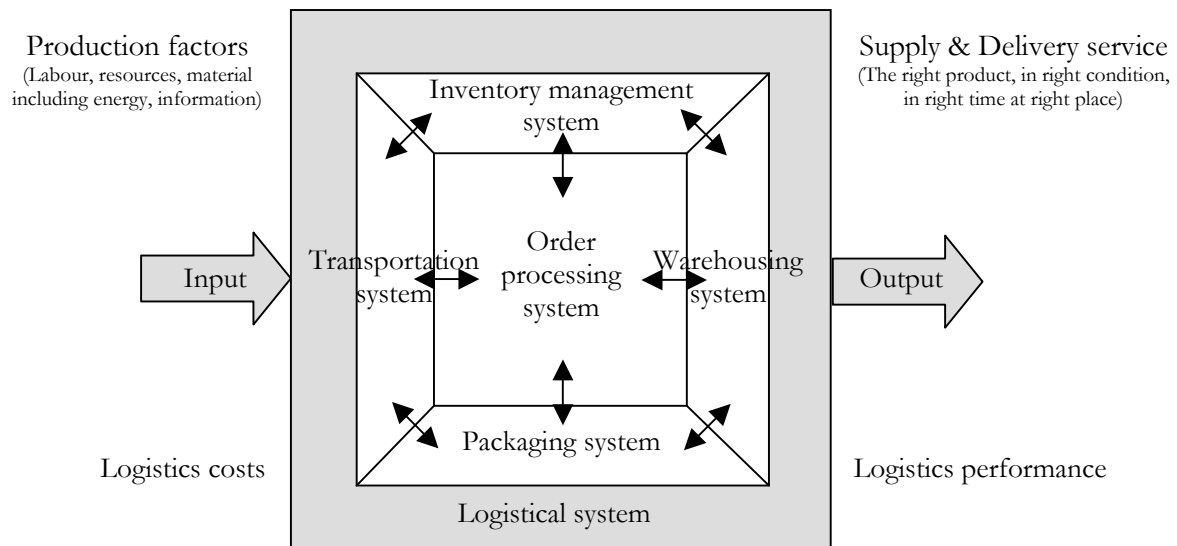 Production factors
(Labour, resources, material
including energy, information)
Supply & Delivery service
(The right product, in right condition,
in right time at right place)
Inventory management
system
Input
Transportation
system
Order
processing
system
Warehousing
system
Output
Packaging system
Logistics costs
Logistics performance
Logistical system